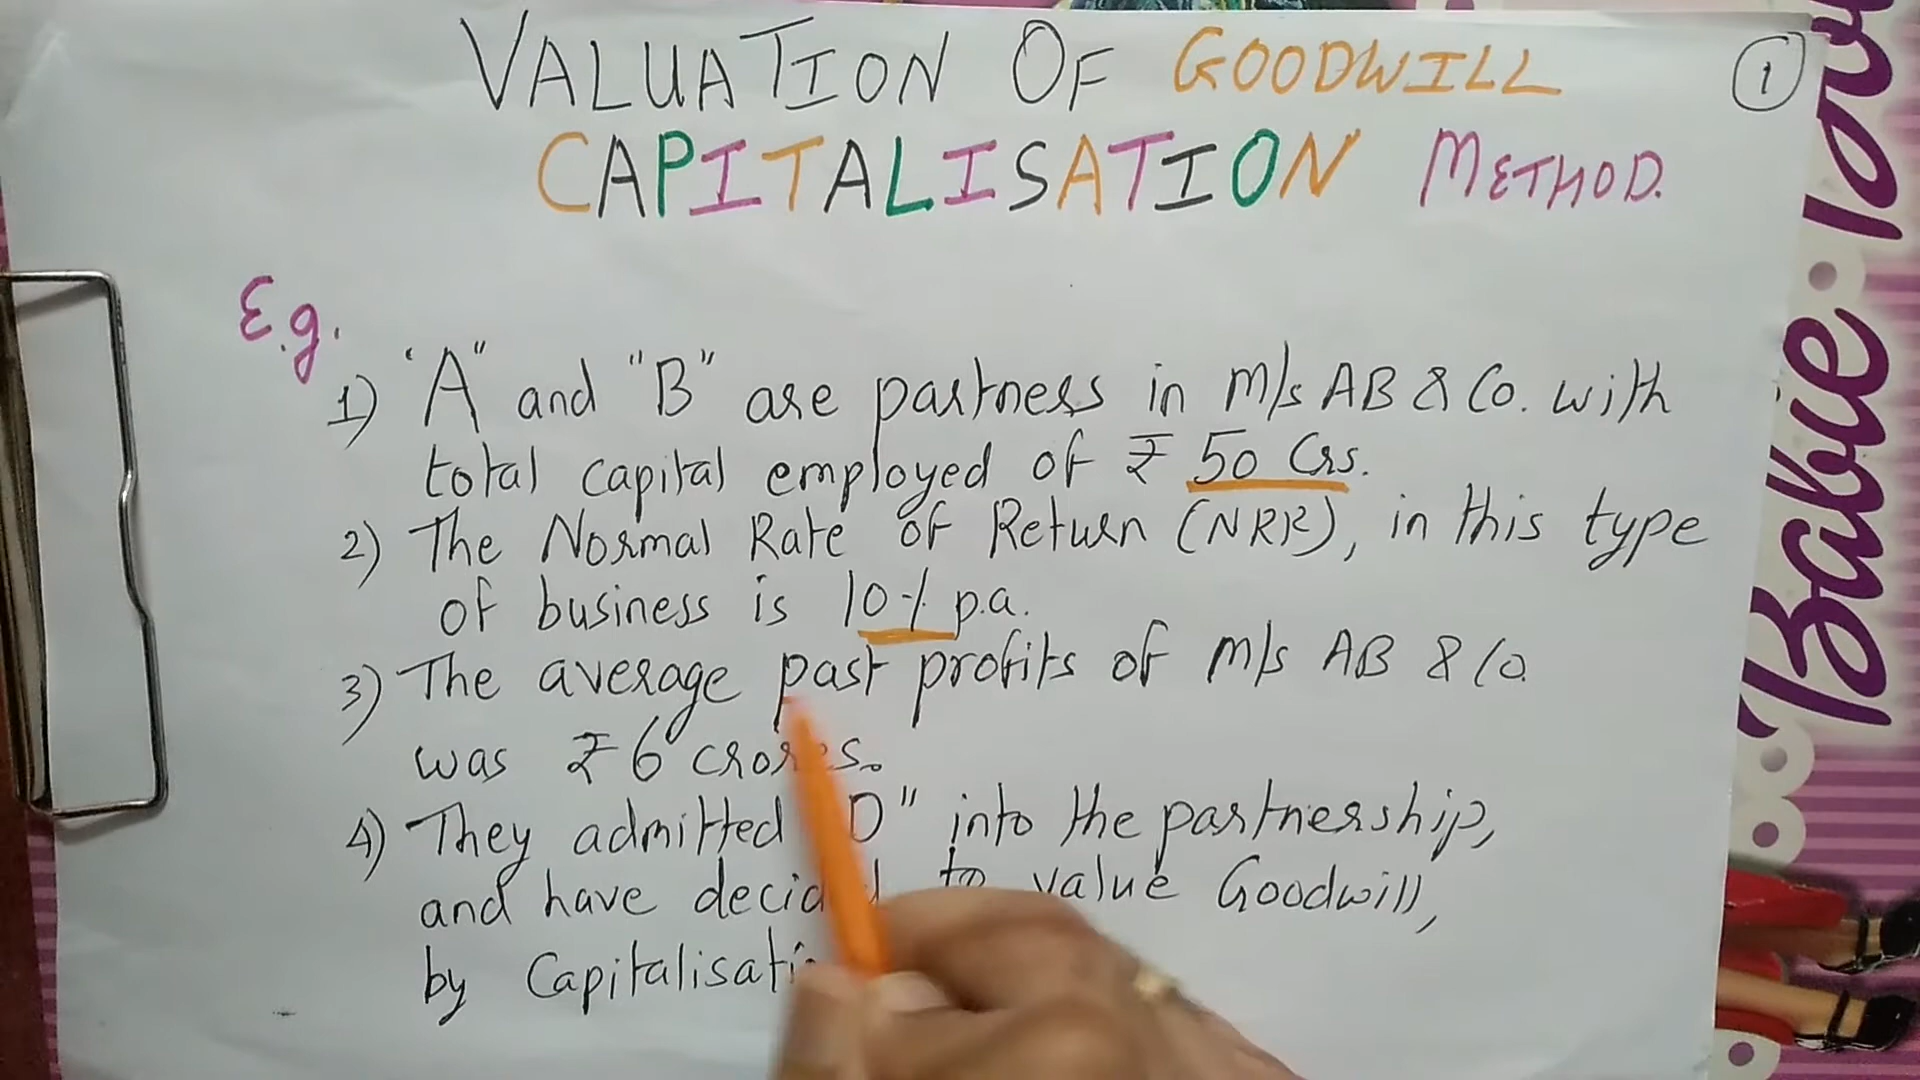 VALUATION OF GOODWILL
1
CAPITALISATION METHOD.
E.g.
1) "A" and "B" are partners in M/s AB & Co. with
total capital employed of ₹ 50 Crs.
2) The Normal Rate of Return (NRR), in this type
of business is 10% p.a.
3) The average past profits of M/s AB & Co.
was ₹ 6 crores.
4) They admitted D" into the partnership,
and have to value Goodwill,
by
Barbie